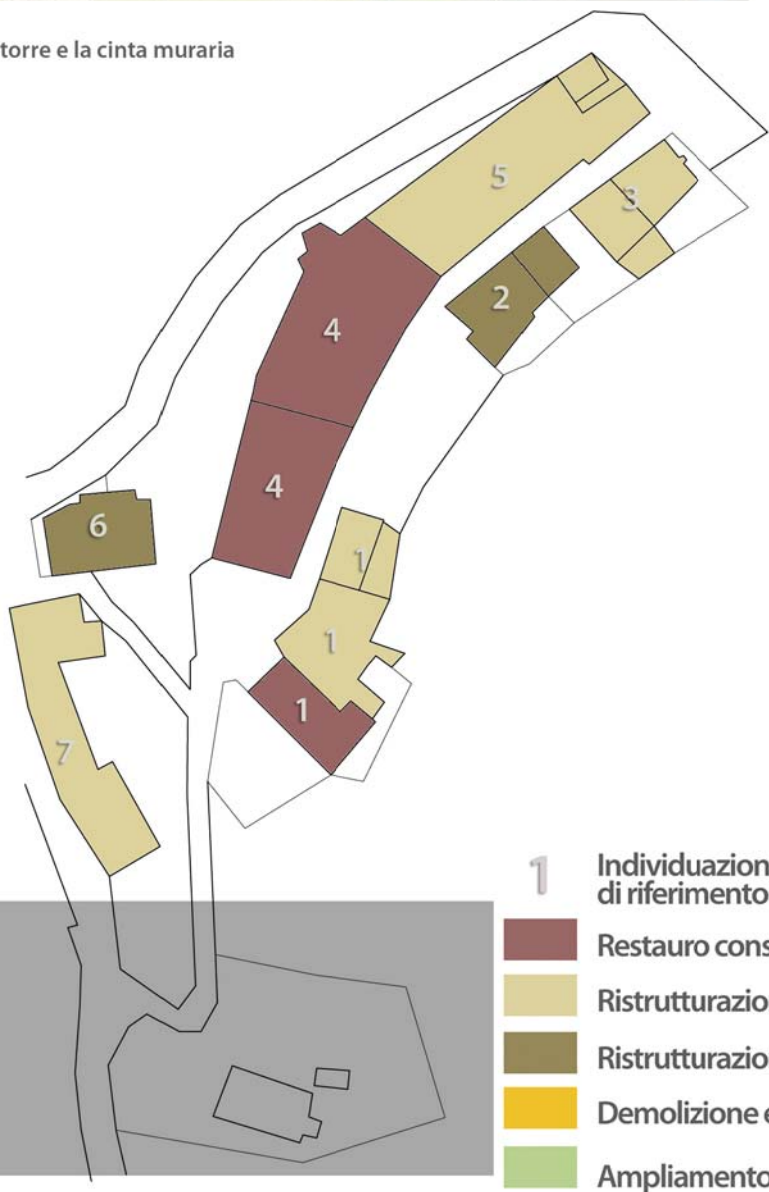 torre e la cinta muraria
5
3
2
4
4
6
1
1
1
7
1 Individuazion
di riferimento
Restauro cons
Ristrutturazio
Ristrutturazio
Demolizione e
Ampliamento